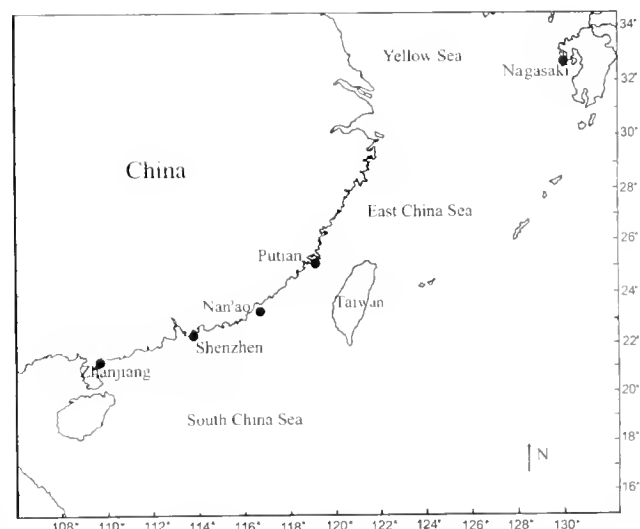 Yellow Sea
Nagasaki
China
East China Sea
Putian
Nan'ao
Taiwan
Shenzhen
Zhanjiang
South China Sea
N
34°
32°
30°
28°
26°
24°
22°
20°
18°
16°
108° 110° 112° 114° 116° 118° 120° 122° 124° 126° 128° 130°